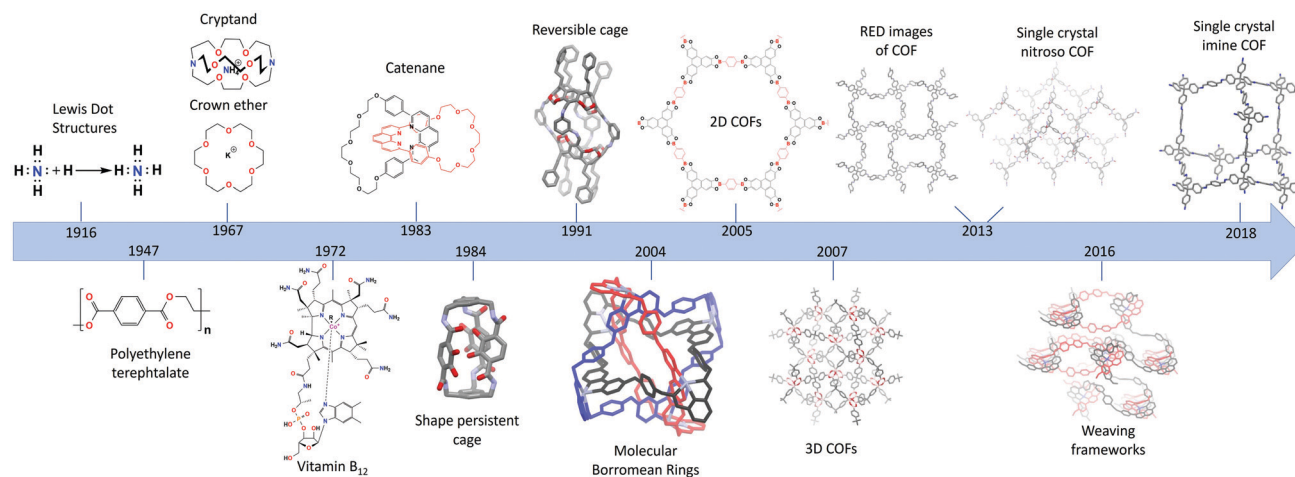 Cryptand
Crown ether
Lewis Dot
Structures
Catenane
Reversible cage
2D COFs
RED images
of COF
Single crystal
nitroso COF
Single crystal
imine COF
1916
1947
1967
1972
1983
1984
1991
2004
2005
2007
2013
2016
2018
Polyethylene
terephtalate
Vitamin B12
Shape persistent
cage
Molecular
Borromean Rings
3D COFs
Weaving
frameworks